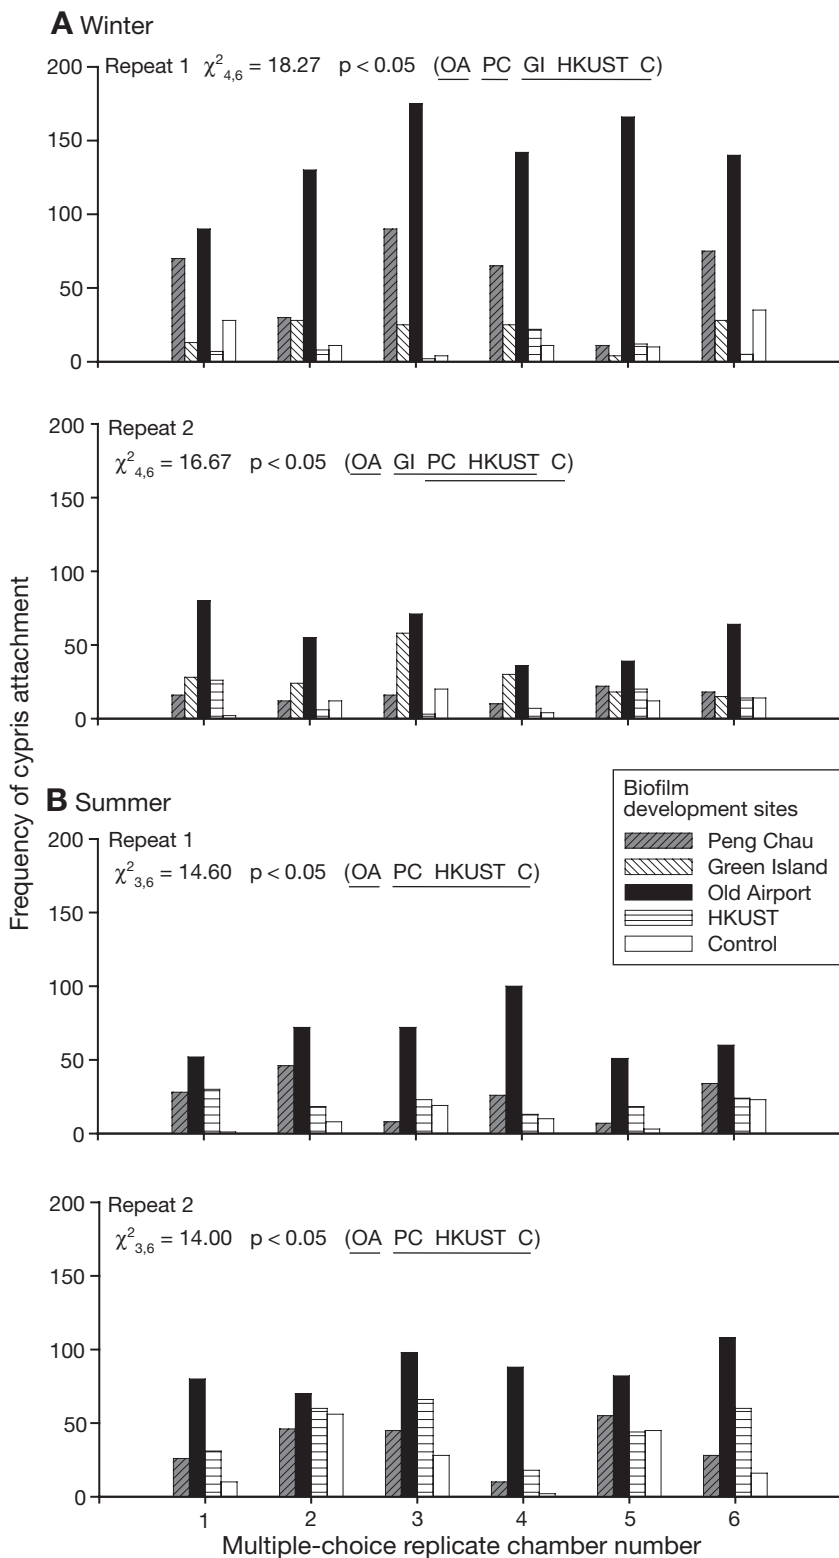 A Winter
Repeat 1 χ²₄,₆ = 18.27 p < 0.05 (OA PC GI HKUST C)
200
150
100
50
0
Repeat 2
χ²₄,₆ = 16.67 p < 0.05 (OA GI PC HKUST C)
200
150
100
50
0
Frequency of cypris attachment
B Summer
Repeat 1
χ²₃,₆ = 14.60 p < 0.05 (OA PC HKUST C)
200
150
100
50
0
Biofilm
development sites
Peng Chau
Green Island
Old Airport
HKUST
Control
Repeat 2
χ²₃,₆ = 14.00 p < 0.05 (OA PC HKUST C)
200
150
100
50
0
1 2 3 4 5 6
Multiple-choice replicate chamber number